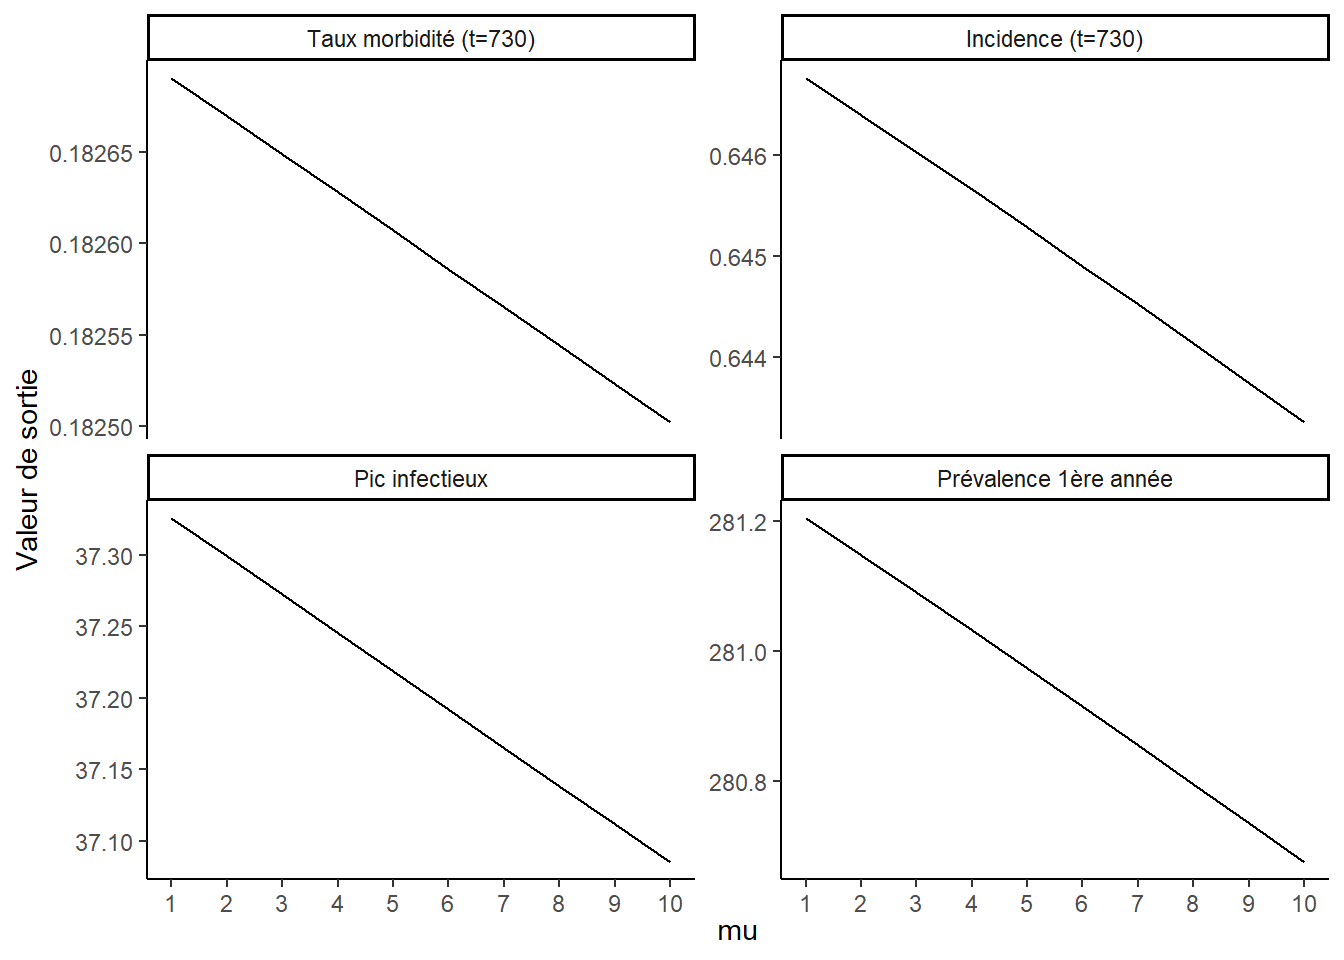 Taux morbidité (t=730)
Incidence (t=730)
0.18265
0.18260
0.18255
0.18250
0.646
0.645
0.644
Valeur de sortie
Pic infectieux
Prévalence 1ère année
37.30
37.25
37.20
37.15
37.10
281.2
281.0
280.8
1 2 3 4 5 6 7 8 9 10
1 2 3 4 5 6 7 8 9 10
mu